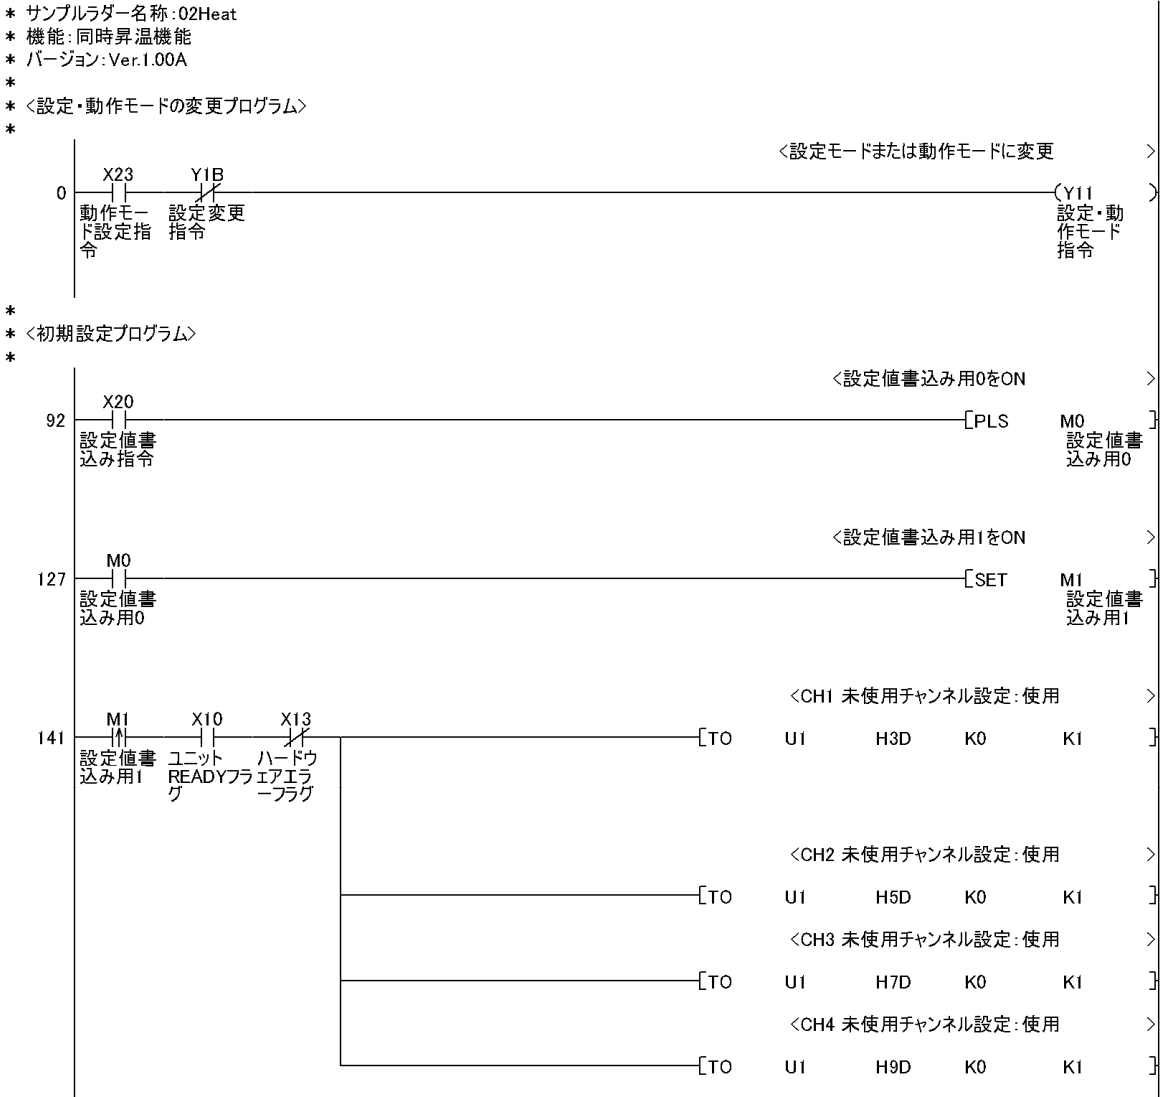 * サンプルラダー名称:02Heat
* 機能:同時昇温機能
* バージョン:Ver.1.00A
*
* <設定・動作モードの変更プログラム>
*
<設定モードまたは動作モードに変更 >
X23 Y1B
0 (Y11 )
動作モー 設定変更 設定・動
ド設定指 指令 作モード
令 指令
*
* <初期設定プログラム>
*
<設定値書込み用0をON >
X20
92 [PLS M0 ]
設定値書 設定値書
込み指令 込み用0
<設定値書込み用1をON >
M0
127 [SET M1 ]
設定値書 設定値書
込み用0 込み用1
<CH1 未使用チャンネル設定:使用 >
M1 X10 X13
141 [TO U1 H3D K0 K1 ]
設定値書 ユニット ハードウ
込み用1 READYフラ ェアエラ
グ ーフラグ
<CH2 未使用チャンネル設定:使用 >
[TO U1 H5D K0 K1 ]
<CH3 未使用チャンネル設定:使用 >
[TO U1 H7D K0 K1 ]
<CH4 未使用チャンネル設定:使用 >
[TO U1 H9D K0 K1 ]